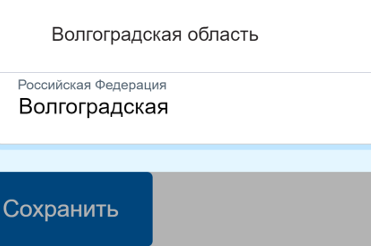 Волгоградская область
Российская Федерация
Волгоградская
Сохранить